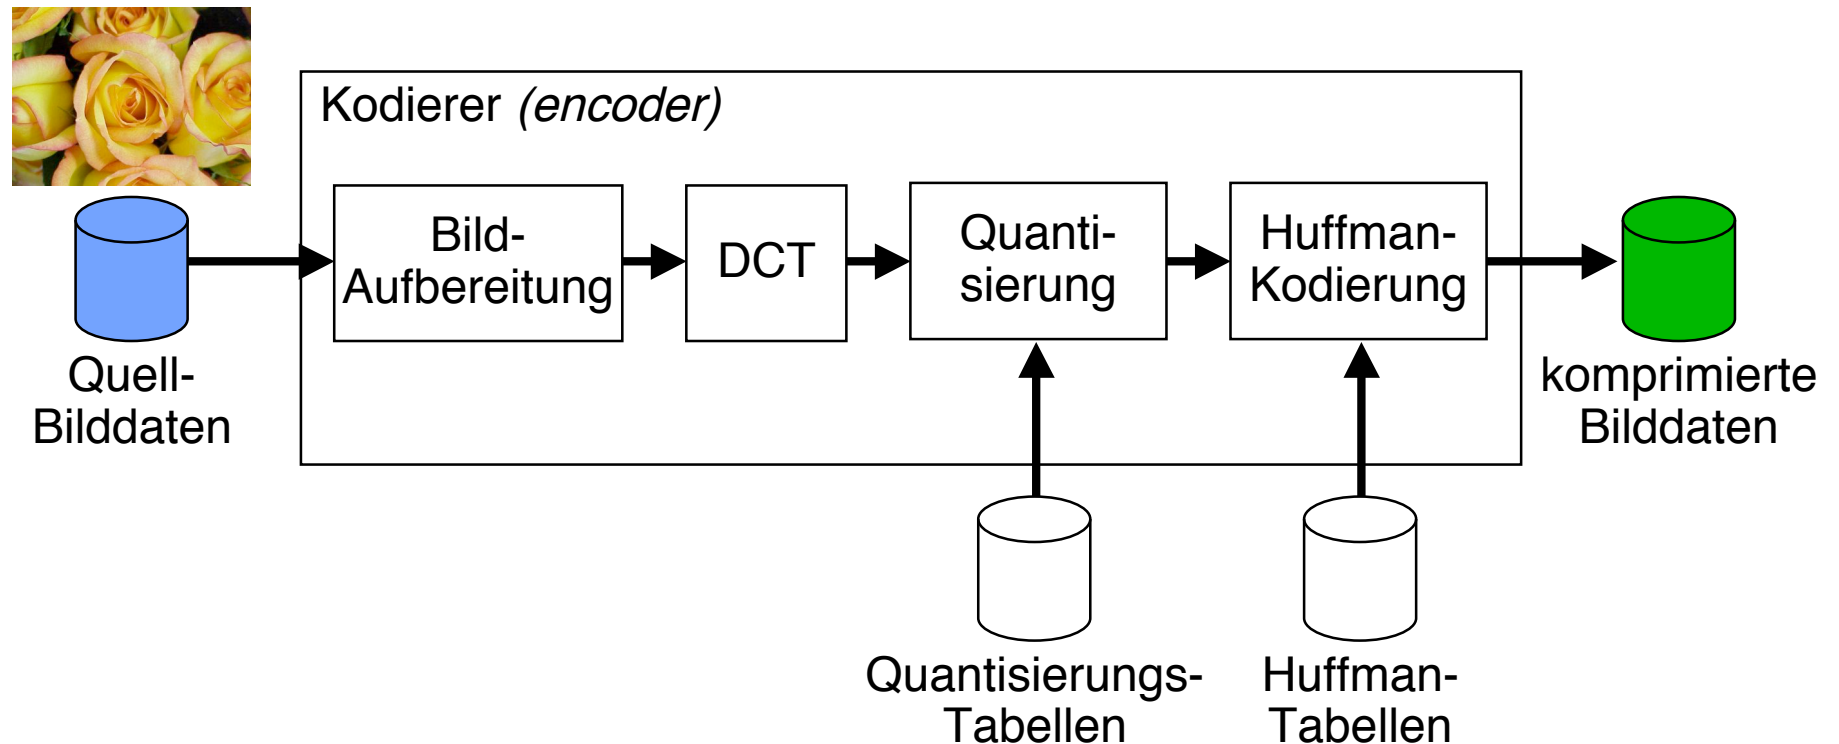 Kodierer (encoder)
Bild-
Aufbereitung
DCT
Quanti-
sierung
Huffman-
Kodierung
Quell-
Bilddaten
komprimierte
Bilddaten
Quantisierungs-
Tabellen
Huffman-
Tabellen